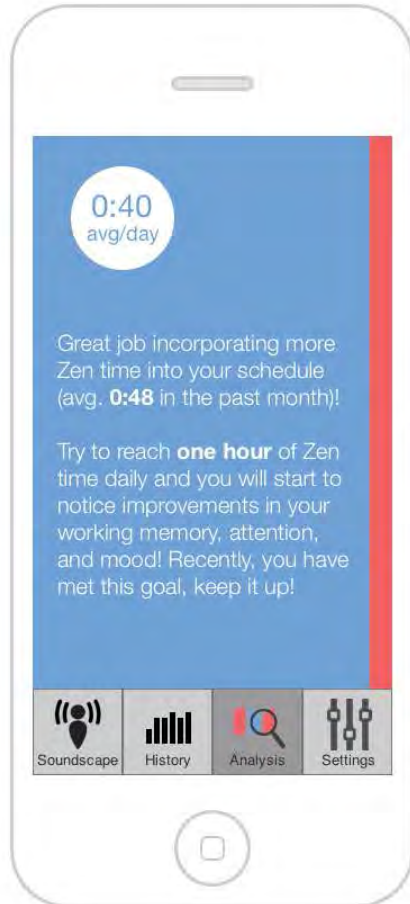 0:40
avg/day
Great job incorporating more
Zen time into your schedule
(avg. 0:48 in the past month)!
Try to reach one hour of Zen
time daily and you will start to
notice improvements in your
working memory, attention,
and mood! Recently, you have
met this goal, keep it up!
Soundscape
History
Analysis
Settings